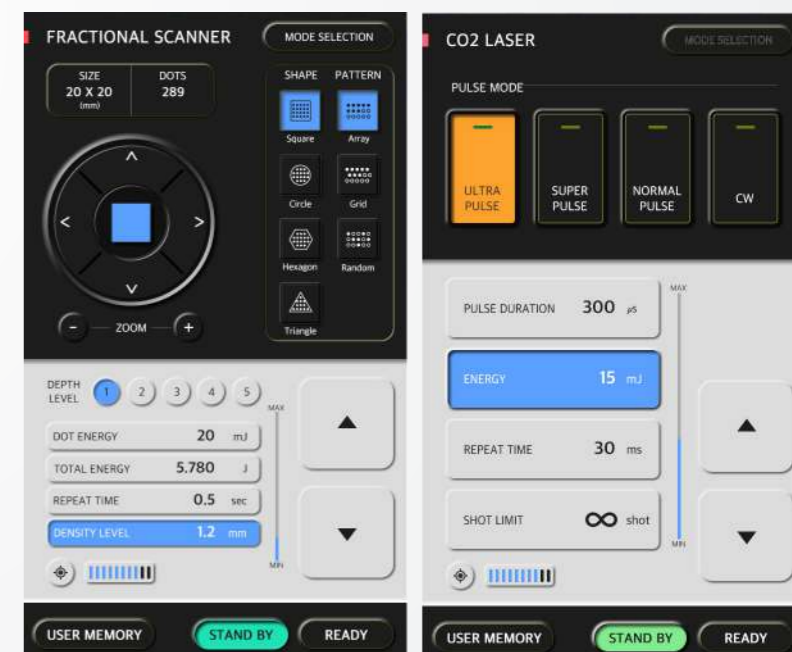 FRACTIONAL SCANNER
MODE SELECTION
SIZE
20 X 20
(mm)
DOTS
289
SHAPE PATTERN
Square Array
Circle Grid
Hexagon Random
Triangle
- ZOOM +
DEPTH
LEVEL
1 2 3 4 5
MAX
DOT ENERGY 20 mJ
TOTAL ENERGY 5.780 J
REPEAT TIME 0.5 sec
DENSITY LEVEL 1.2 mm
MIN
USER MEMORY STAND BY READY
CO2 LASER
MODE SELECTION
PULSE MODE
ULTRA
PULSE
SUPER
PULSE
NORMAL
PULSE
CW
MAX
PULSE DURATION 300 µS
ENERGY 15 mJ
REPEAT TIME 30 ms
SHOT LIMIT ∞ shot
MIN
USER MEMORY STAND BY READY